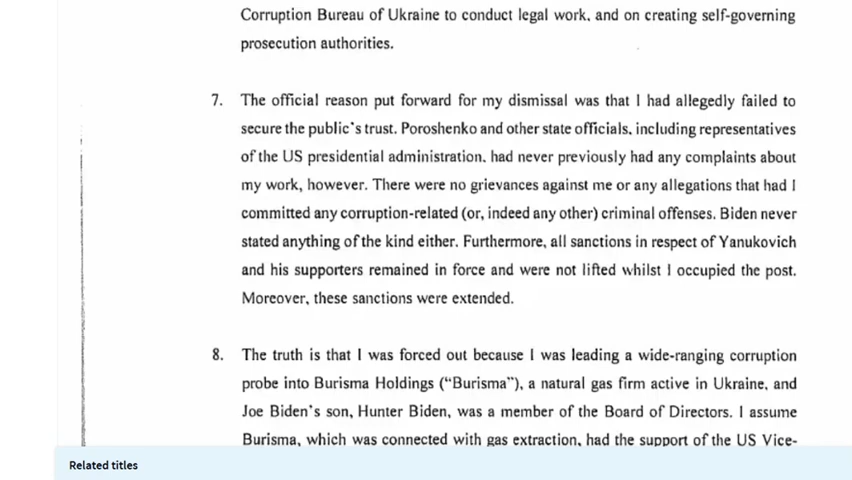 Corruption Bureau of Ukraine to conduct legal work, and on creating self-governing
prosecution authorities.
7. The official reason put forward for my dismissal was that I had allegedly failed to
secure the public's trust. Poroshenko and other state officials, including representatives
of the US presidential administration, had never previously had any complaints about
my work, however. There were no grievances against me or any allegations that had I
committed any corruption-related (or, indeed any other) criminal offenses. Biden never
stated anything of the kind either. Furthermore, all sanctions in respect of Yanukovich
and his supporters remained in force and were not lifted whilst I occupied the post.
Moreover, these sanctions were extended.
8. The truth is that I was forced out because I was leading a wide-ranging corruption
probe into Burisma Holdings ("Burisma"), a natural gas firm active in Ukraine, and
Joe Biden's son, Hunter Biden, was a member of the Board of Directors. I assume
Burisma, which was connected with gas extraction, had the support of the US Vice-
Related titles